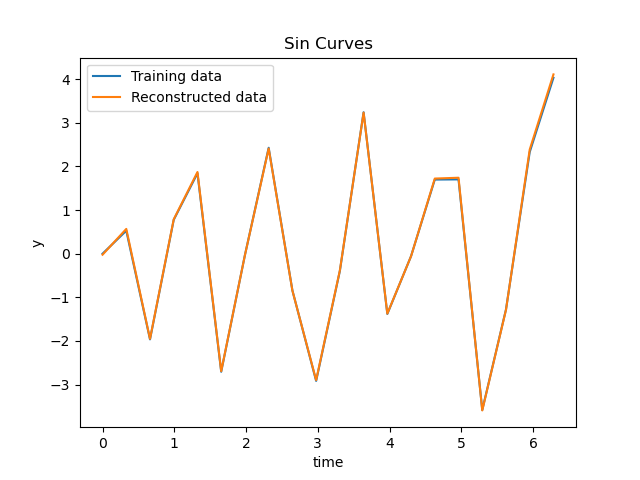 Sin Curves
Training data
Reconstructed data
4
3
2
1
0
−1
−2
−3
y
0 1 2 3 4 5 6
time